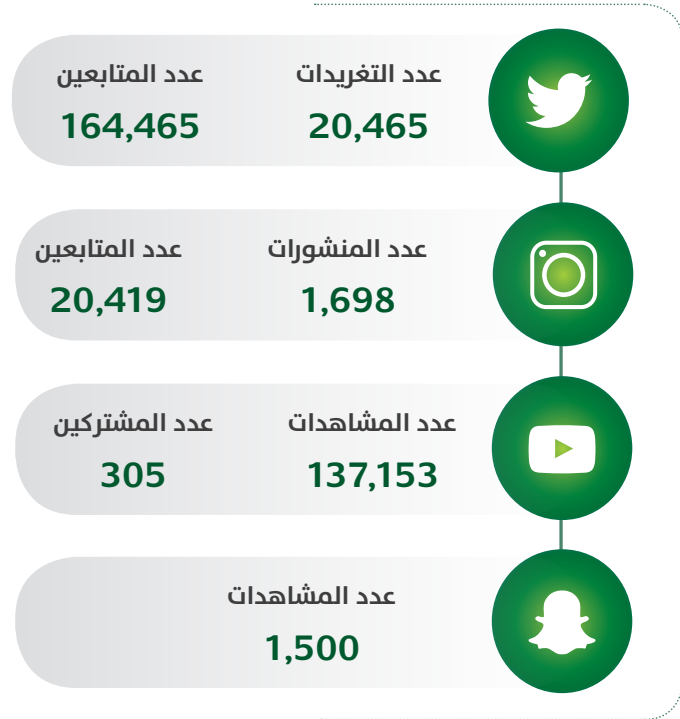 عدد التغريدات
20,465
عدد المتابعين
164,465
عدد المنشورات
1,698
عدد المتابعين
20,419
عدد المشاهدات
137,153
عدد المشتركين
305
عدد المشاهدات
1,500